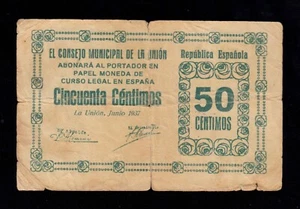 EL CONSEJO MUNICIPAL DE LA UNIÓN
ABONARÁ AL PORTADOR EN
PAPEL MONEDA DE
CURSO LEGAL EN ESPAÑA
Cincuenta Céntimos
La Unión, Junio 1937
República Española
50
CENTIMOS